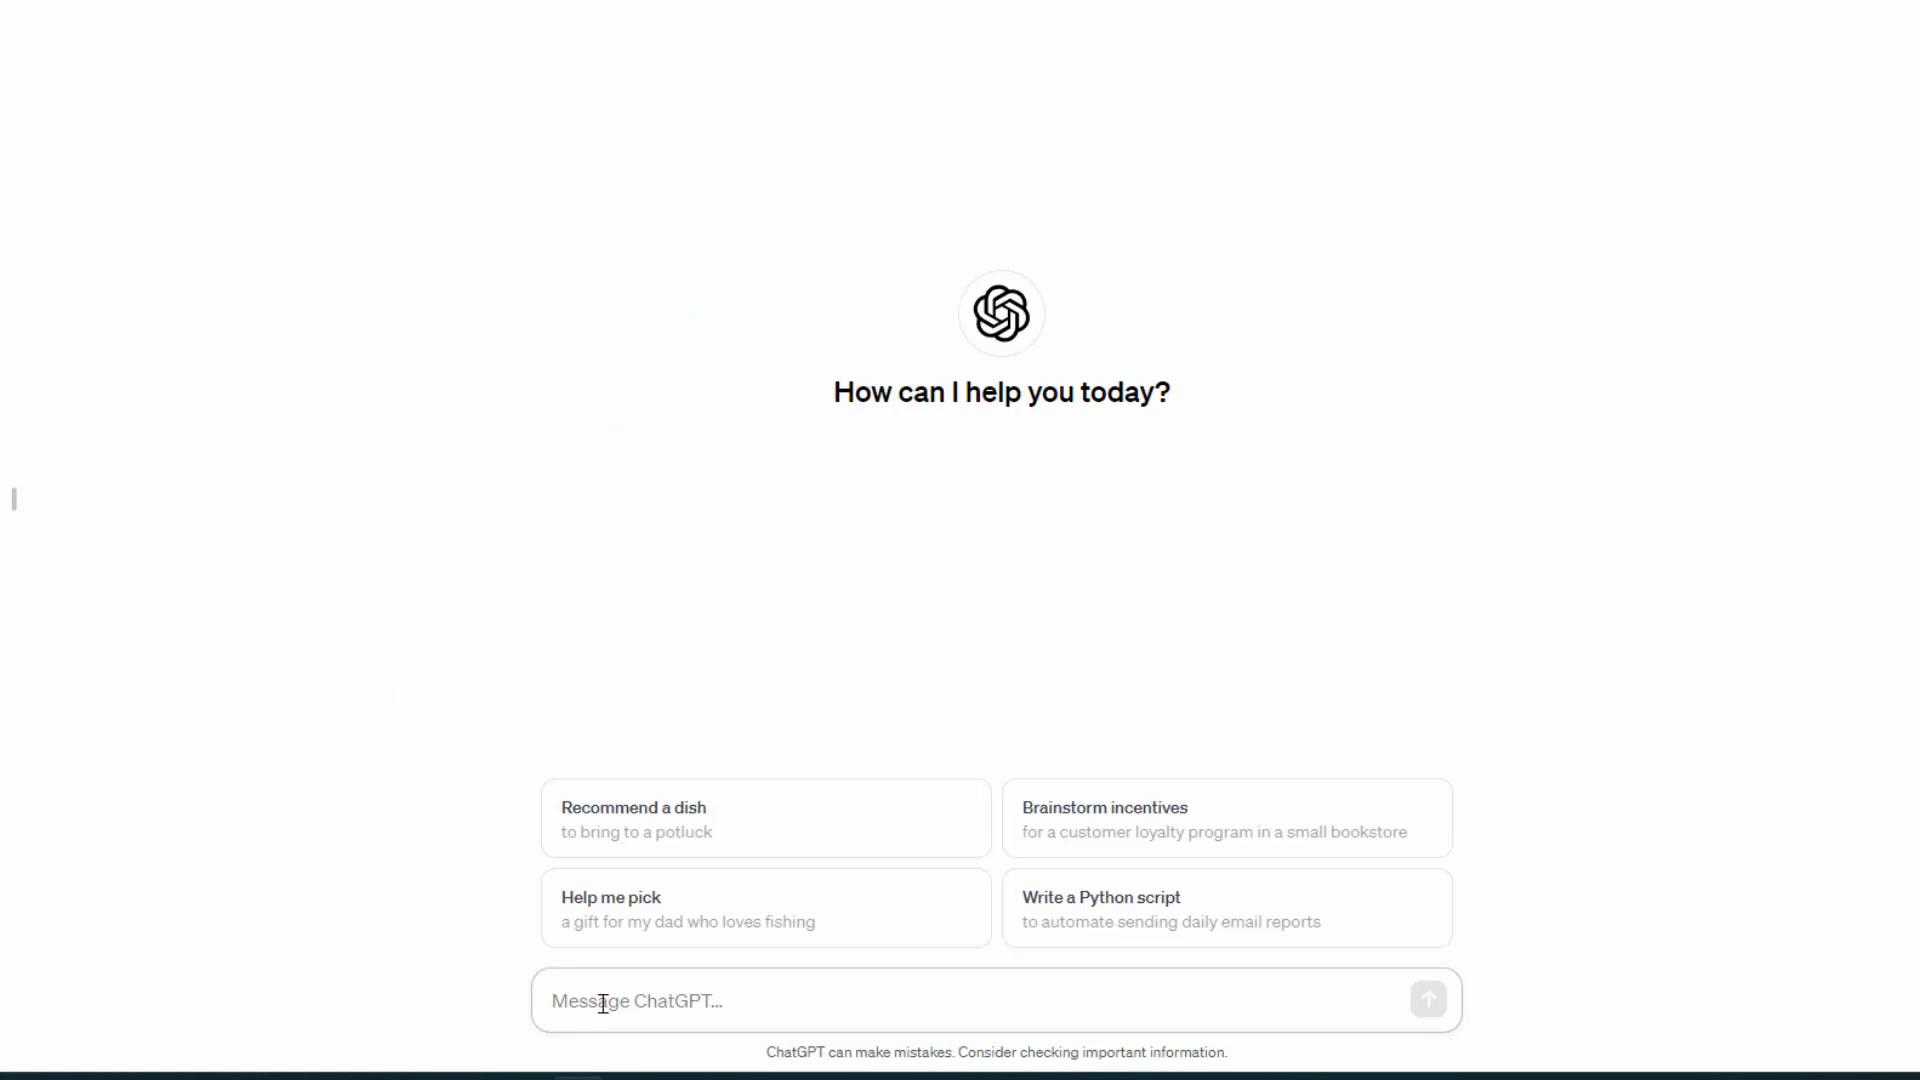 How can I help you today?
Recommend a dish
to bring to a potluck
Brainstorm incentives
for a customer loyalty program in a small bookstore
Help me pick
a gift for my dad who loves fishing
Write a Python script
to automate sending daily email reports
Message ChatGPT...
ChatGPT can make mistakes. Consider checking important information.